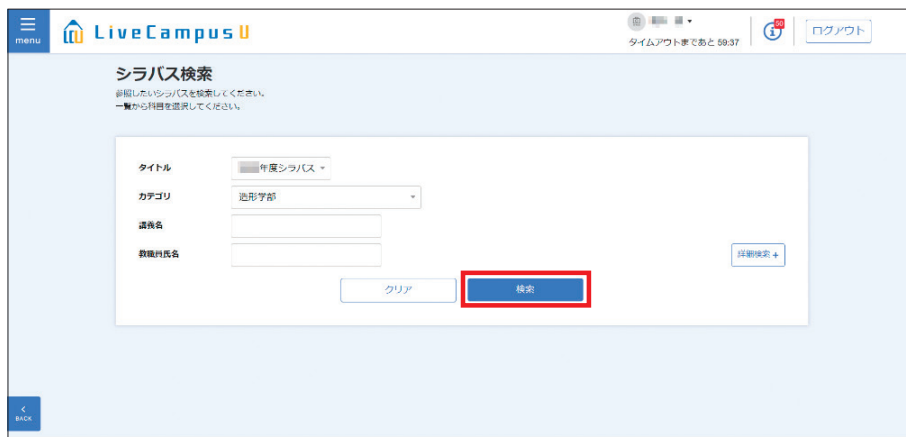 menu
LiveCampusU
タイムアウトまであと 59:37
50
ログアウト
シラバス検索
参照したいシラバスを検索してください。
一覧から科目を選択してください。
タイトル
年度シラバス
カテゴリ
造形学部
講義名
教職員氏名
詳細検索 +
クリア
検索
BACK